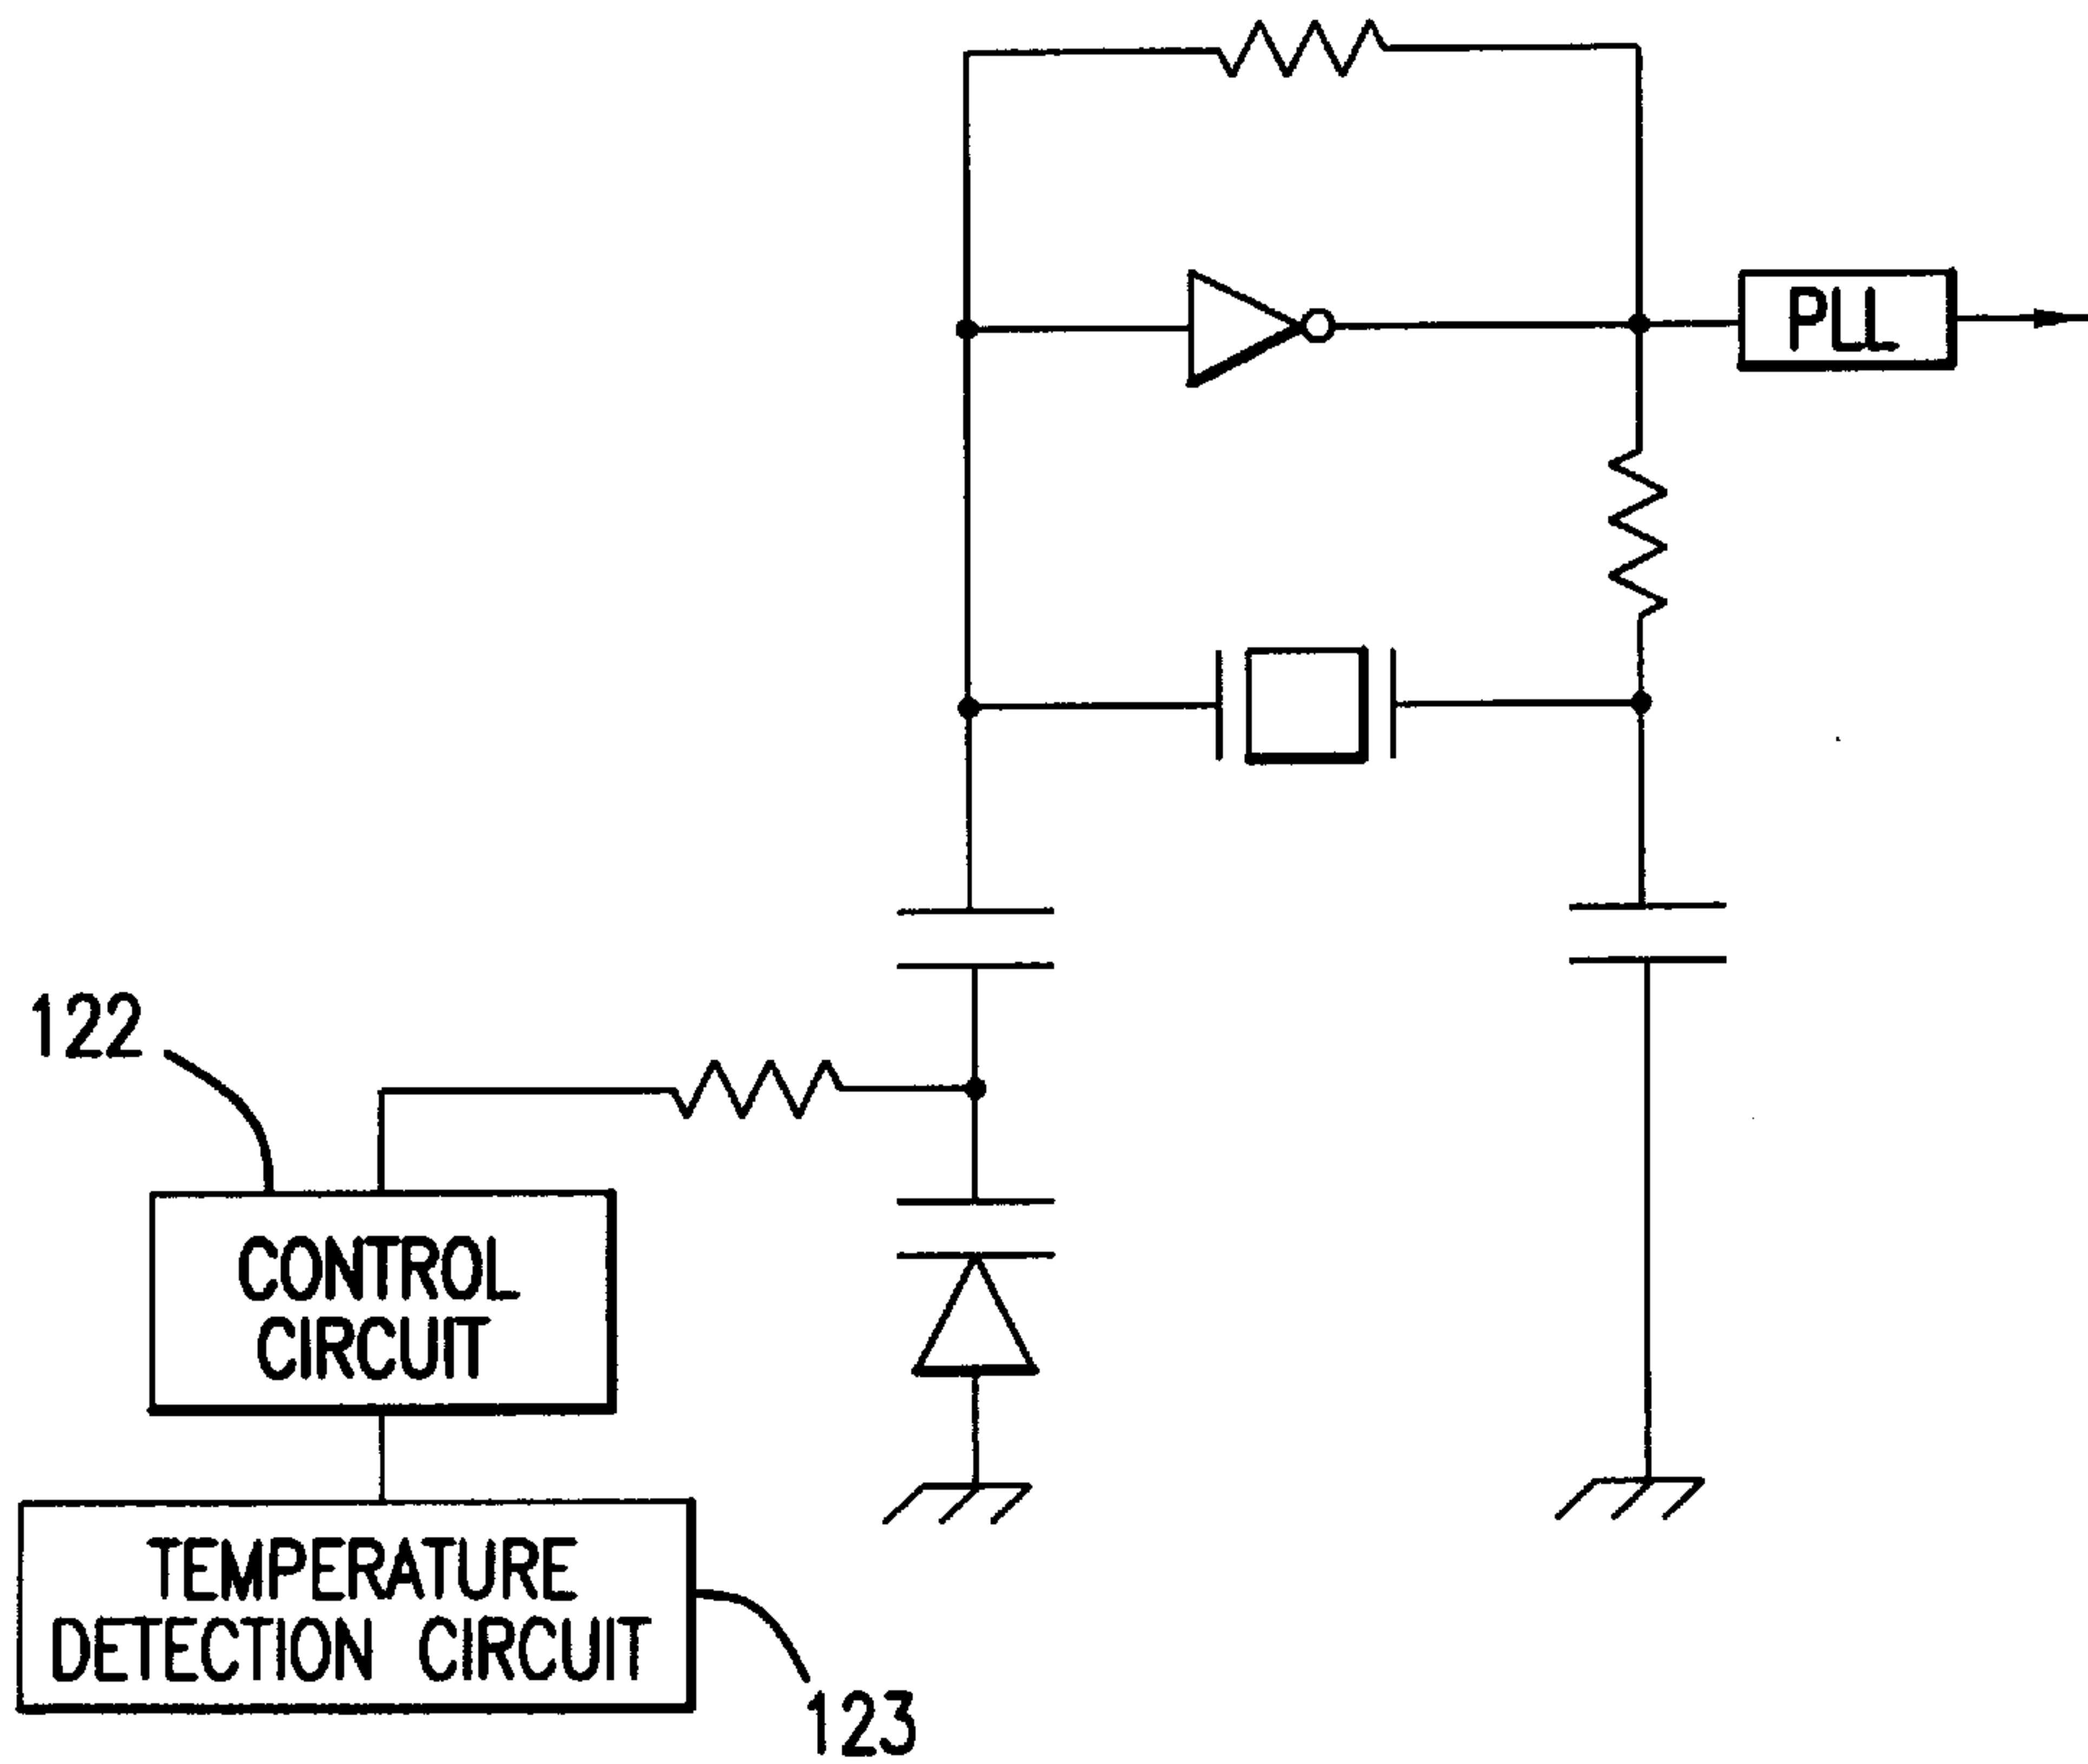 PLL
122
CONTROL
CIRCUIT
TEMPERATURE
DETECTION CIRCUIT
123